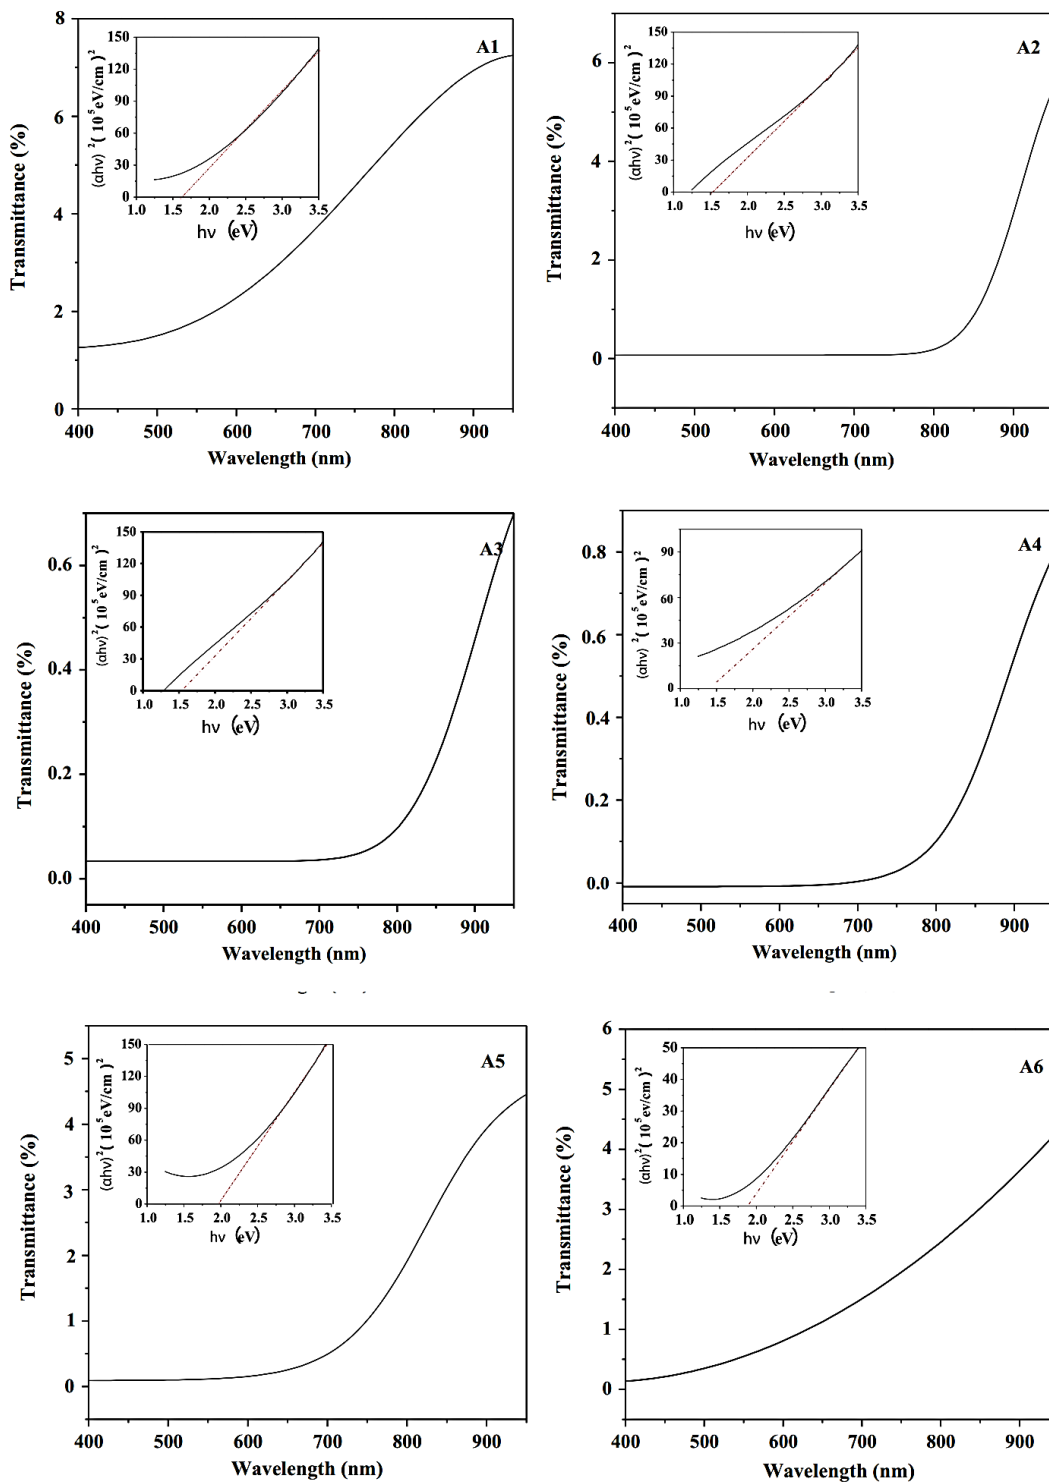 A1
Transmittance (%)
8
6
4
2
0
400 500 600 700 800 900
Wavelength (nm)
(αhν)²(10⁵eV/cm)²
150
120
90
60
30
0
1.0 1.5 2.0 2.5 3.0 3.5
hν (eV)
A2
Transmittance (%)
6
4
2
0
400 500 600 700 800 900
Wavelength (nm)
(αhν)²(10⁵eV/cm)²
150
120
90
60
30
0
1.0 1.5 2.0 2.5 3.0 3.5
hν (eV)
A3
Transmittance (%)
0.6
0.4
0.2
0.0
400 500 600 700 800 900
Wavelength (nm)
(αhν)²(10⁵eV/cm)²
150
120
90
60
30
0
1.0 1.5 2.0 2.5 3.0 3.5
hν (eV)
A4
Transmittance (%)
0.8
0.6
0.4
0.2
0.0
400 500 600 700 800 900
Wavelength (nm)
(αhν)²(10⁵eV/cm)²
90
60
30
0
1.0 1.5 2.0 2.5 3.0 3.5
hν (eV)
A5
Transmittance (%)
5
4
3
2
1
0
400 500 600 700 800 900
Wavelength (nm)
(αhν)²(10⁵eV/cm)²
150
120
90
60
30
0
1.0 1.5 2.0 2.5 3.0 3.5
hν (eV)
A6
Transmittance (%)
6
5
4
3
2
1
0
400 500 600 700 800 900
Wavelength (nm)
(αhν)²(10⁵ev/cm)²
50
40
30
20
10
0
1.0 1.5 2.0 2.5 3.0 3.5
hν (eV)